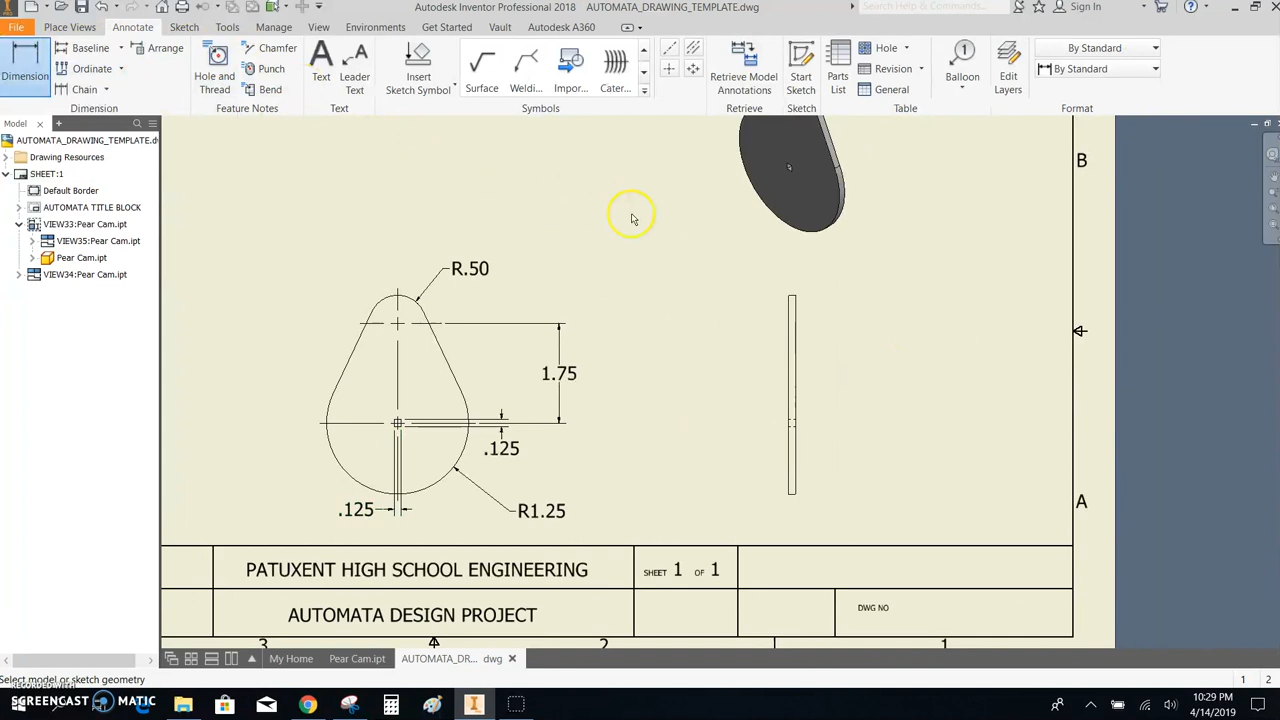 Autodesk Inventor Professional 2018 AUTOMATA_DRAWING_TEMPLATE.dwg
Search Help & Commands...
Sign In
File Place Views Annotate Sketch Tools Manage View Environments Get Started Vault Autodesk A360
Dimension
Baseline
Ordinate
Chain
Arrange
Hole and
Thread
Chamfer
Punch
Bend
Text
Leader
Text
Insert
Sketch Symbol
Surface
Weldi...
Impor...
Cater...
Retrieve Model
Annotations
Start
Sketch
Parts
List
Hole
Revision
General
Balloon
Edit
Layers
By Standard
By Standard
Dimension Feature Notes Text Symbols Retrieve Sketch Table Format
Model
AUTOMATA_DRAWING_TEMPLATE.dw
Drawing Resources
SHEET:1
Default Border
AUTOMATA TITLE BLOCK
VIEW33:Pear Cam.ipt
VIEW35:Pear Cam.ipt
Pear Cam.ipt
VIEW34:Pear Cam.ipt
B
R.50
1.75
.125
.125
R1.25
A
PATUXENT HIGH SCHOOL ENGINEERING
SHEET 1 OF 1
AUTOMATA DESIGN PROJECT
DWG NO
3 2 1
My Home Pear Cam.ipt AUTOMATA_DR... dwg
Select model or sketch geometry
1 2
RECORDED WITH
SCREENCAST MATIC
10:29 PM
4/14/2019